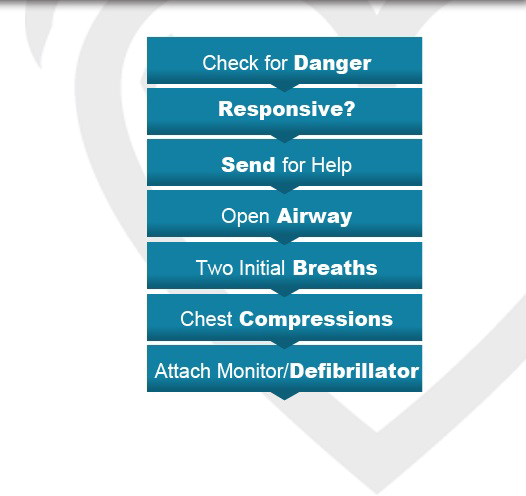 Check for Danger
Responsive?
Send for Help
Open Airway
Two Initial Breaths
Chest Compressions
Attach Monitor/Defibrillator